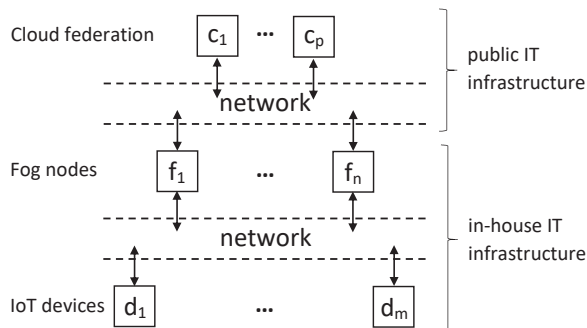 Cloud federation
c1 ... cp
public IT
infrastructure
network
Fog nodes
f1 ... fn
in-house IT
infrastructure
network
IoT devices
d1 ... dm